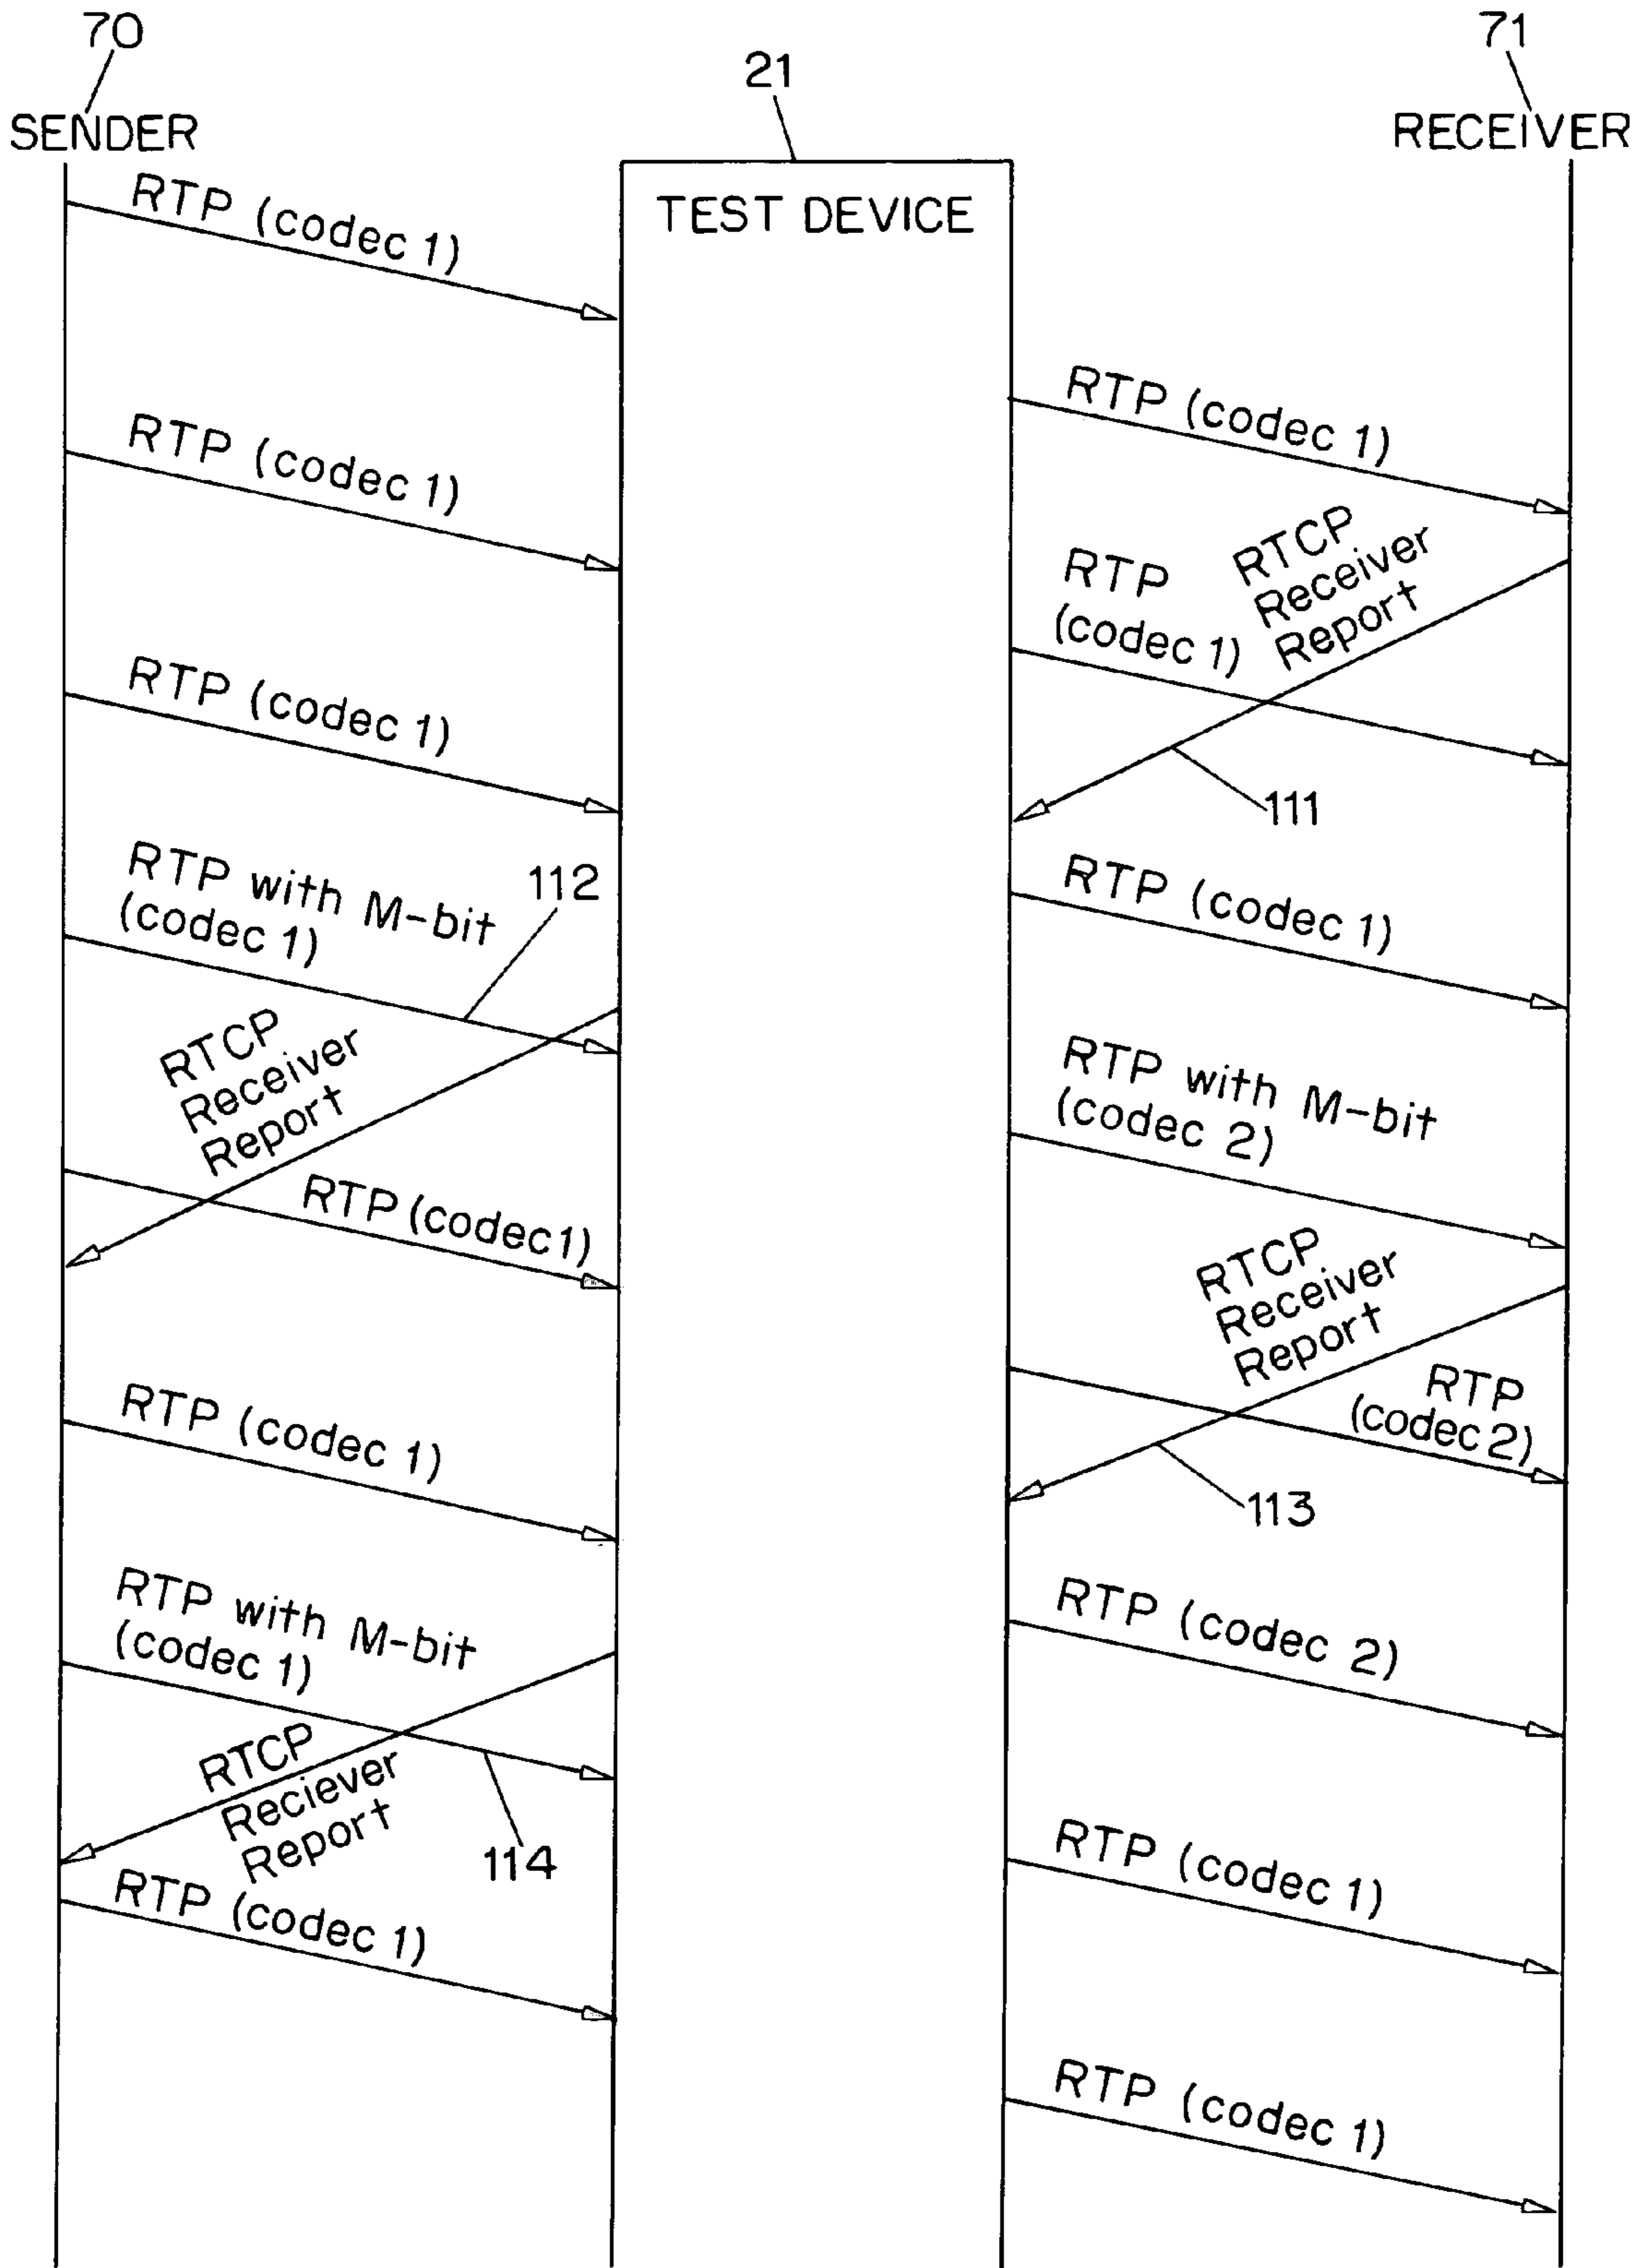 70
71
21
SENDER
RECEIVER
TEST DEVICE
RTP (codec 1)
RTP (codec 1)
RTP (codec 1)
RTCP
Receiver
Report
RTP
(codec 1)
RTP (codec 1)
111
RTP with M-bit
(codec 1)
112
RTP (codec 1)
RTCP
Receiver
Report
RTP with M-bit
(codec 2)
RTP (codec 1)
RTCP
Receiver
Report
RTP
(codec 2)
RTP (codec 1)
113
RTP with M-bit
(codec 1)
RTP (codec 2)
RTCP
Reciever
Report
114
RTP (codec 1)
RTP (codec 1)
RTP (codec 1)